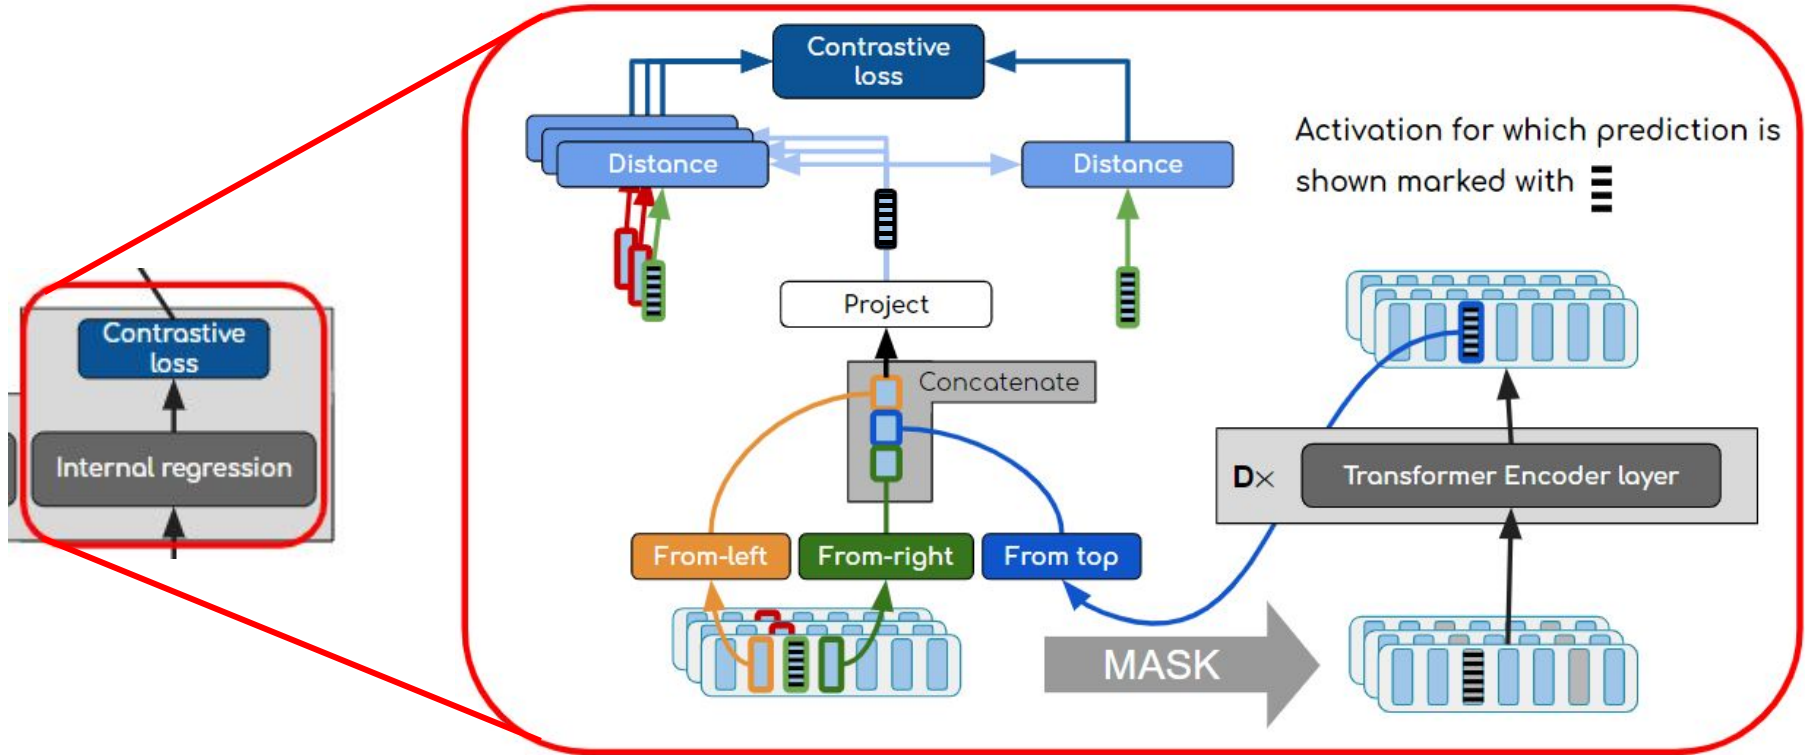 Contrastive
loss
Internal regression
Contrastive
loss
Distance
Distance
Activation for which prediction is
shown marked with
Project
Concatenate
From-left
From-right
From top
MASK
D×
Transformer Encoder layer